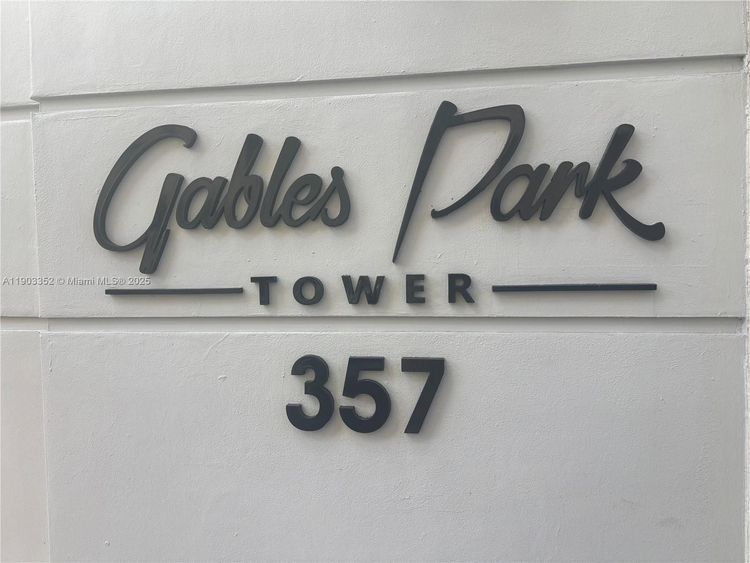 Gables Park
A11903352 © Miami MLS® 2025
TOWER
357